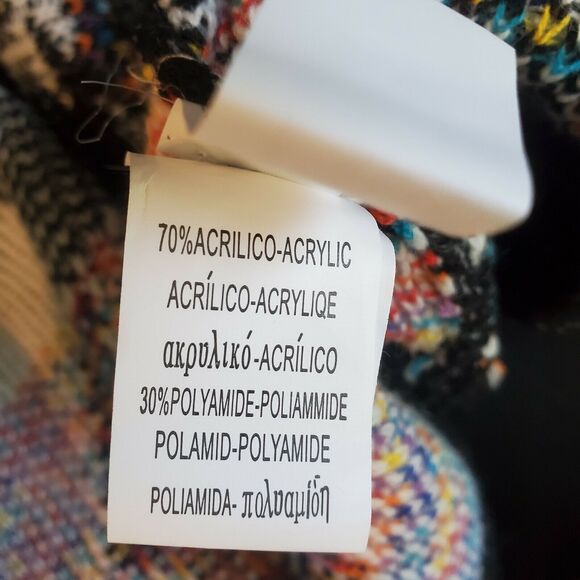 70%ACRILICO-ACRYLIC
ACRÍLICO-ACRYLIQE
ακρυλικό-ACRÍLICO
30%POLYAMIDE-POLIAMMIDE
POLAMID-POLYAMIDE
POLIAMIDA- πολυαμίδη